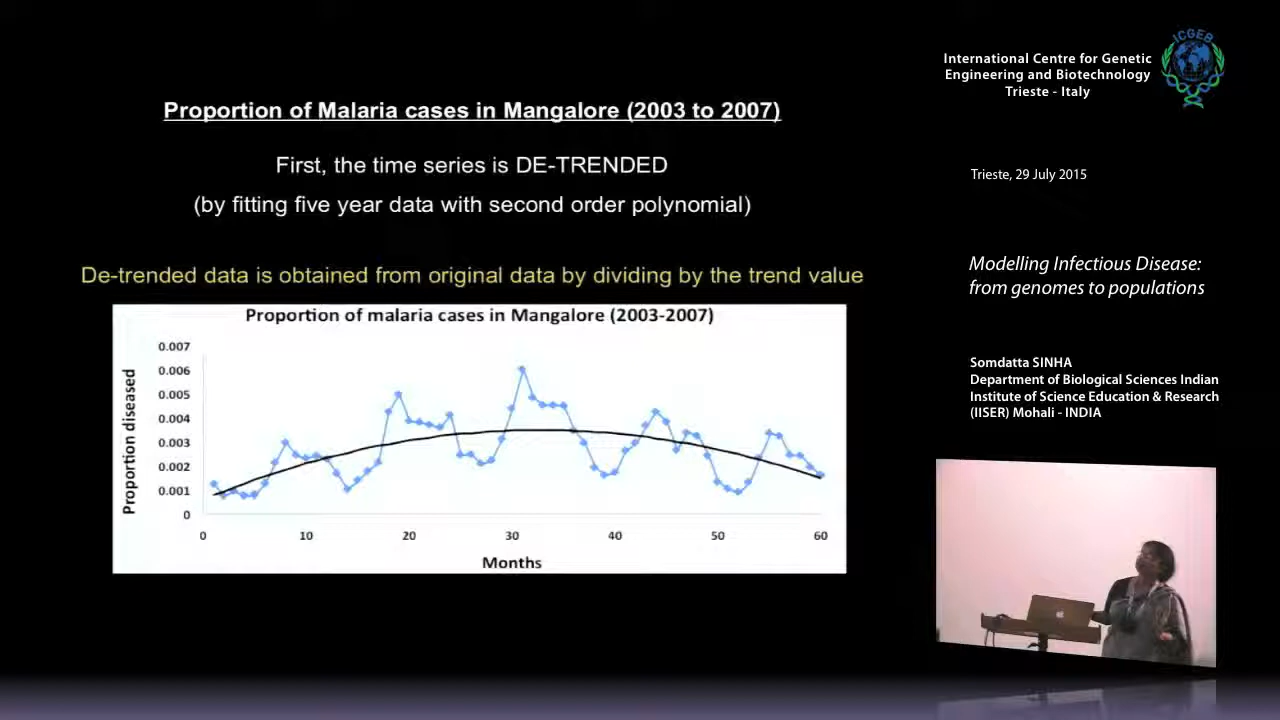 Proportion of Malaria cases in Mangalore (2003 to 2007)
First, the time series is DE-TRENDED
(by fitting five year data with second order polynomial)
De-trended data is obtained from original data by dividing by the trend value
Proportion of malaria cases in Mangalore (2003-2007)
Proportion diseased
0.007
0.006
0.005
0.004
0.003
0.002
0.001
0
0 10 20 30 40 50 60
Months
International Centre for Genetic
Engineering and Biotechnology
Trieste - Italy
ICGEB
Trieste, 29 July 2015
Modelling Infectious Disease:
from genomes to populations
Somdatta SINHA
Department of Biological Sciences Indian
Institute of Science Education & Research
(IISER) Mohali - INDIA